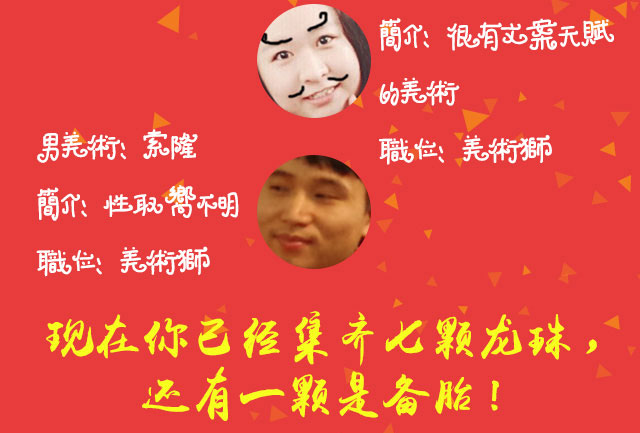 簡介：很有文案天賦
的美術
職位：美術獅
男美術：索隆
簡介：性取嚮不明
職位：美術獅
现在你已经集齐七颗龙珠，
还有一颗是备胎！